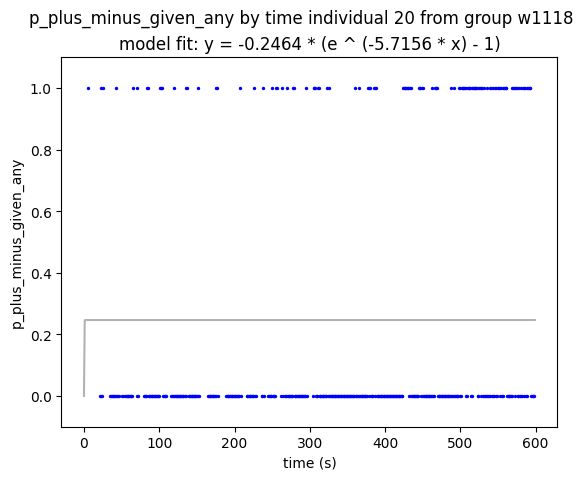 p_plus_minus_given_any by time individual 20 from group w1118
model fit: y = -0.2464 * (e ^ (-5.7156 * x) - 1)
1.0
0.8
0.6
0.4
0.2
0.0
p_plus_minus_given_any
0 100 200 300 400 500 600
time (s)